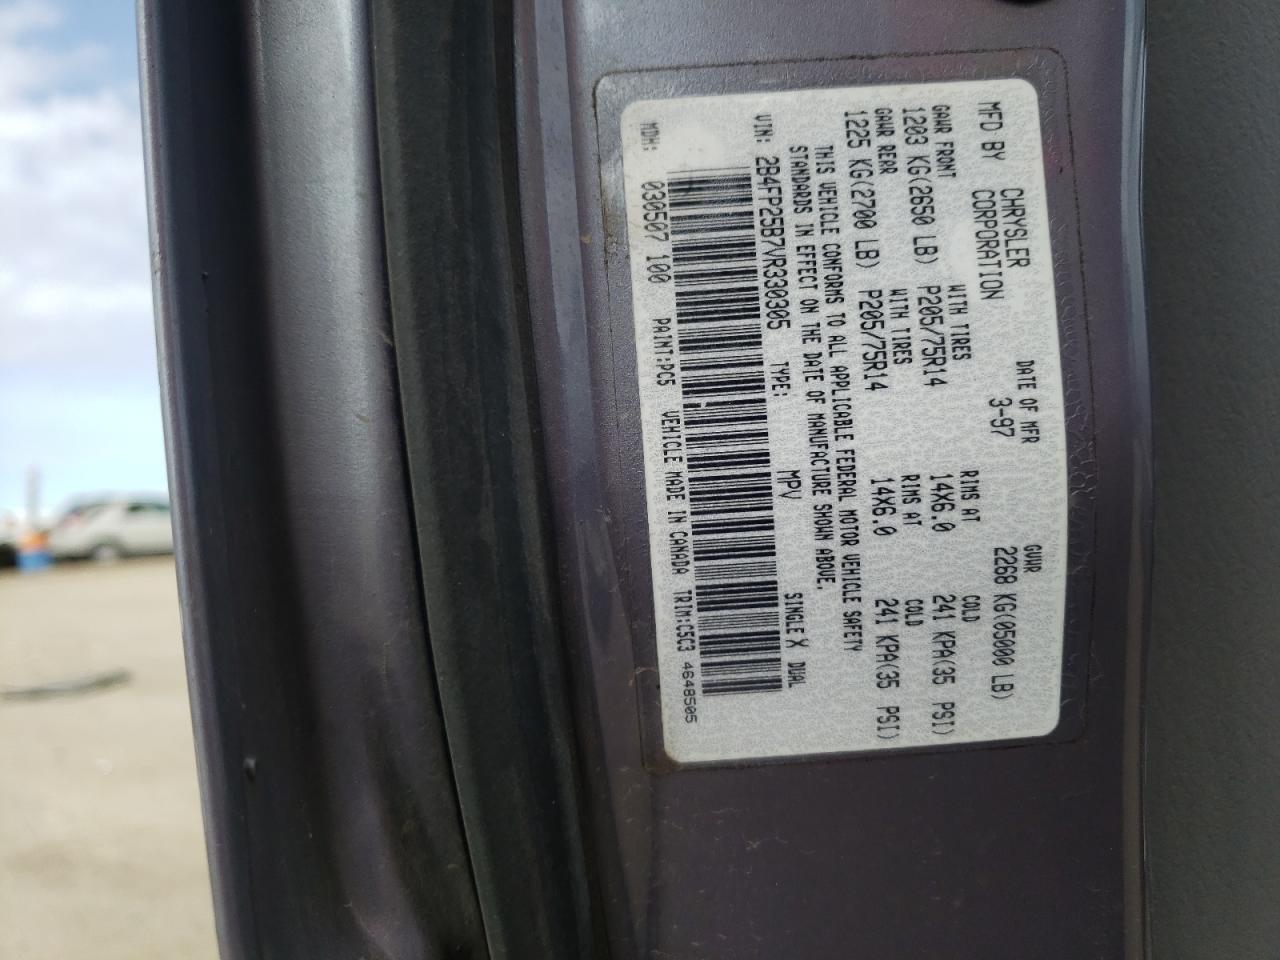 MFD BY CHRYSLER CORPORATION DATE OF MFR 3-97 GVWR 2268 KG(05000 LB)
GAWR FRONT WITH TIRES RIMS AT COLD
1203 KG(2650 LB) P205/75R14 14X6.0 241 KPA(35 PSI)
GAWR REAR WITH TIRES RIMS AT COLD
1225 KG(2700 LB) P205/75R14 14X6.0 241 KPA(35 PSI)
THIS VEHICLE CONFORMS TO ALL APPLICABLE FEDERAL MOTOR VEHICLE SAFETY
STANDARDS IN EFFECT ON THE DATE OF MANUFACTURE SHOWN ABOVE.
VIN: 2B4FP25B7VR330305 TYPE: MPV SINGLE X DUAL
MDH: 030507 100 PAINT:PC5 VEHICLE MADE IN CANADA TRIM:C5C3 4648505